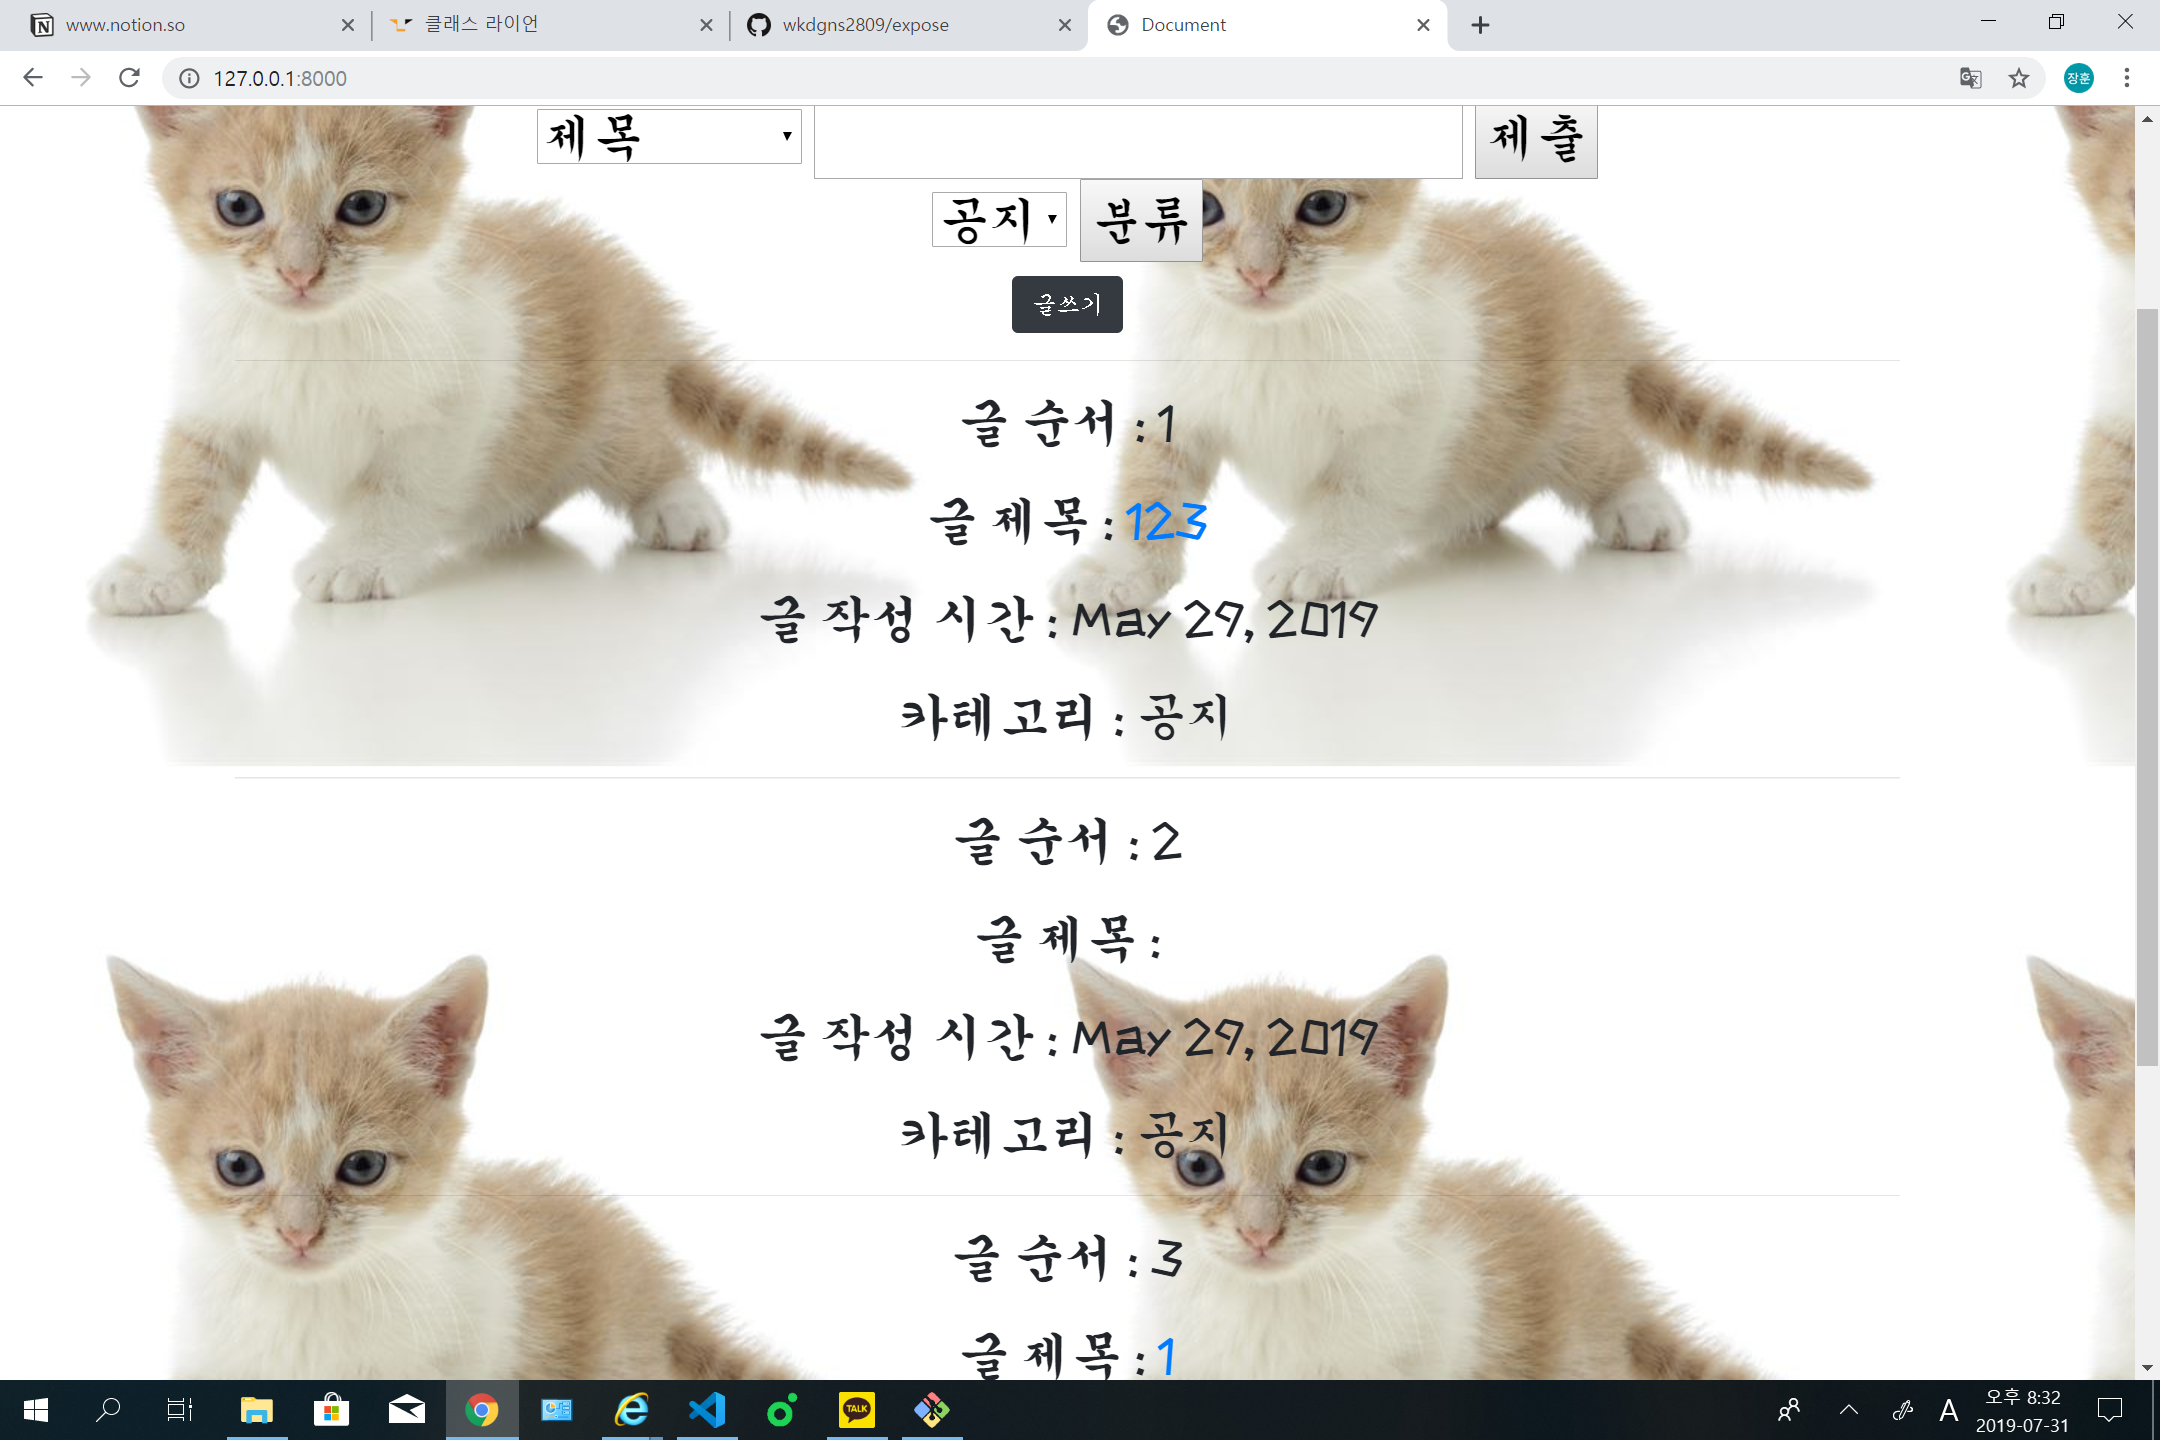 www.notion.so
클래스 라이언
wkdgns2809/expose
Document
127.0.0.1:8000
장훈
제목
제출
공지
분류
글쓰기
글 순서 : 1
글 제목 : 123
글 작성 시간 : May 29, 2019
카테고리 : 공지
글 순서 : 2
글 제목 :
글 작성 시간 : May 29, 2019
카테고리 : 공지
글 순서 : 3
글 제목 : 1
TALK
A
오후 8:32
2019-07-31